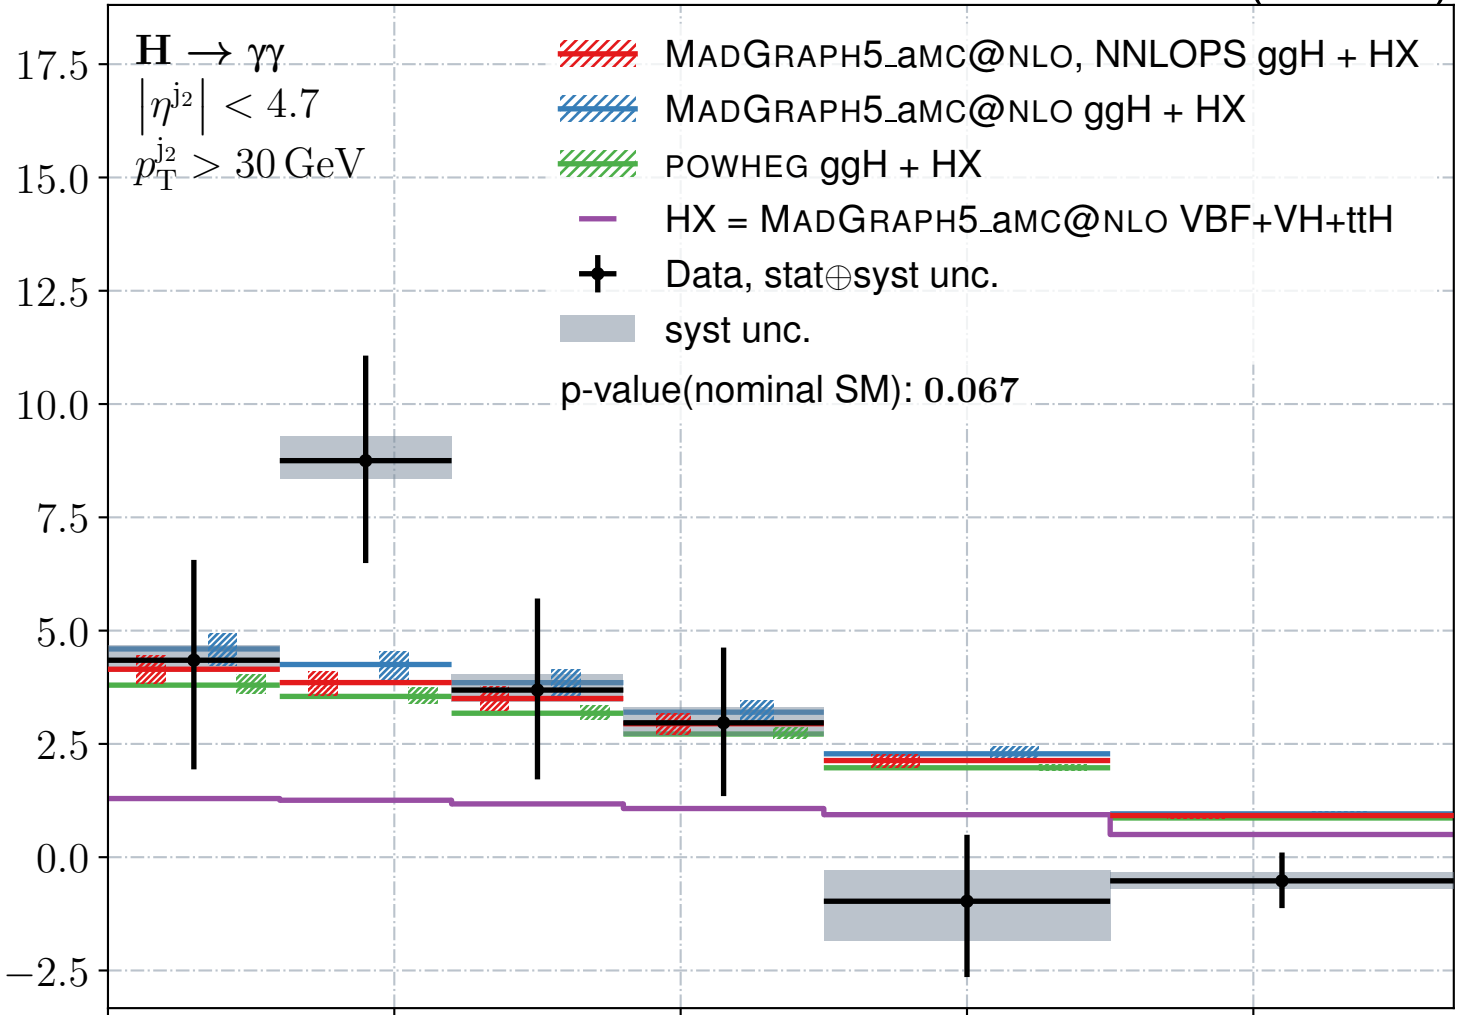 H → γγ
|η^{j_2}| < 4.7
p_T^{j_2} > 30 GeV
MADGRAPH5_aMC@NLO, NNLOPS ggH + HX
MADGRAPH5_aMC@NLO ggH + HX
POWHEG ggH + HX
HX = MADGRAPH5_aMC@NLO VBF+VH+ttH
Data, stat⊕syst unc.
syst unc.
p-value(nominal SM): 0.067
17.5
15.0
12.5
10.0
7.5
5.0
2.5
0.0
−2.5